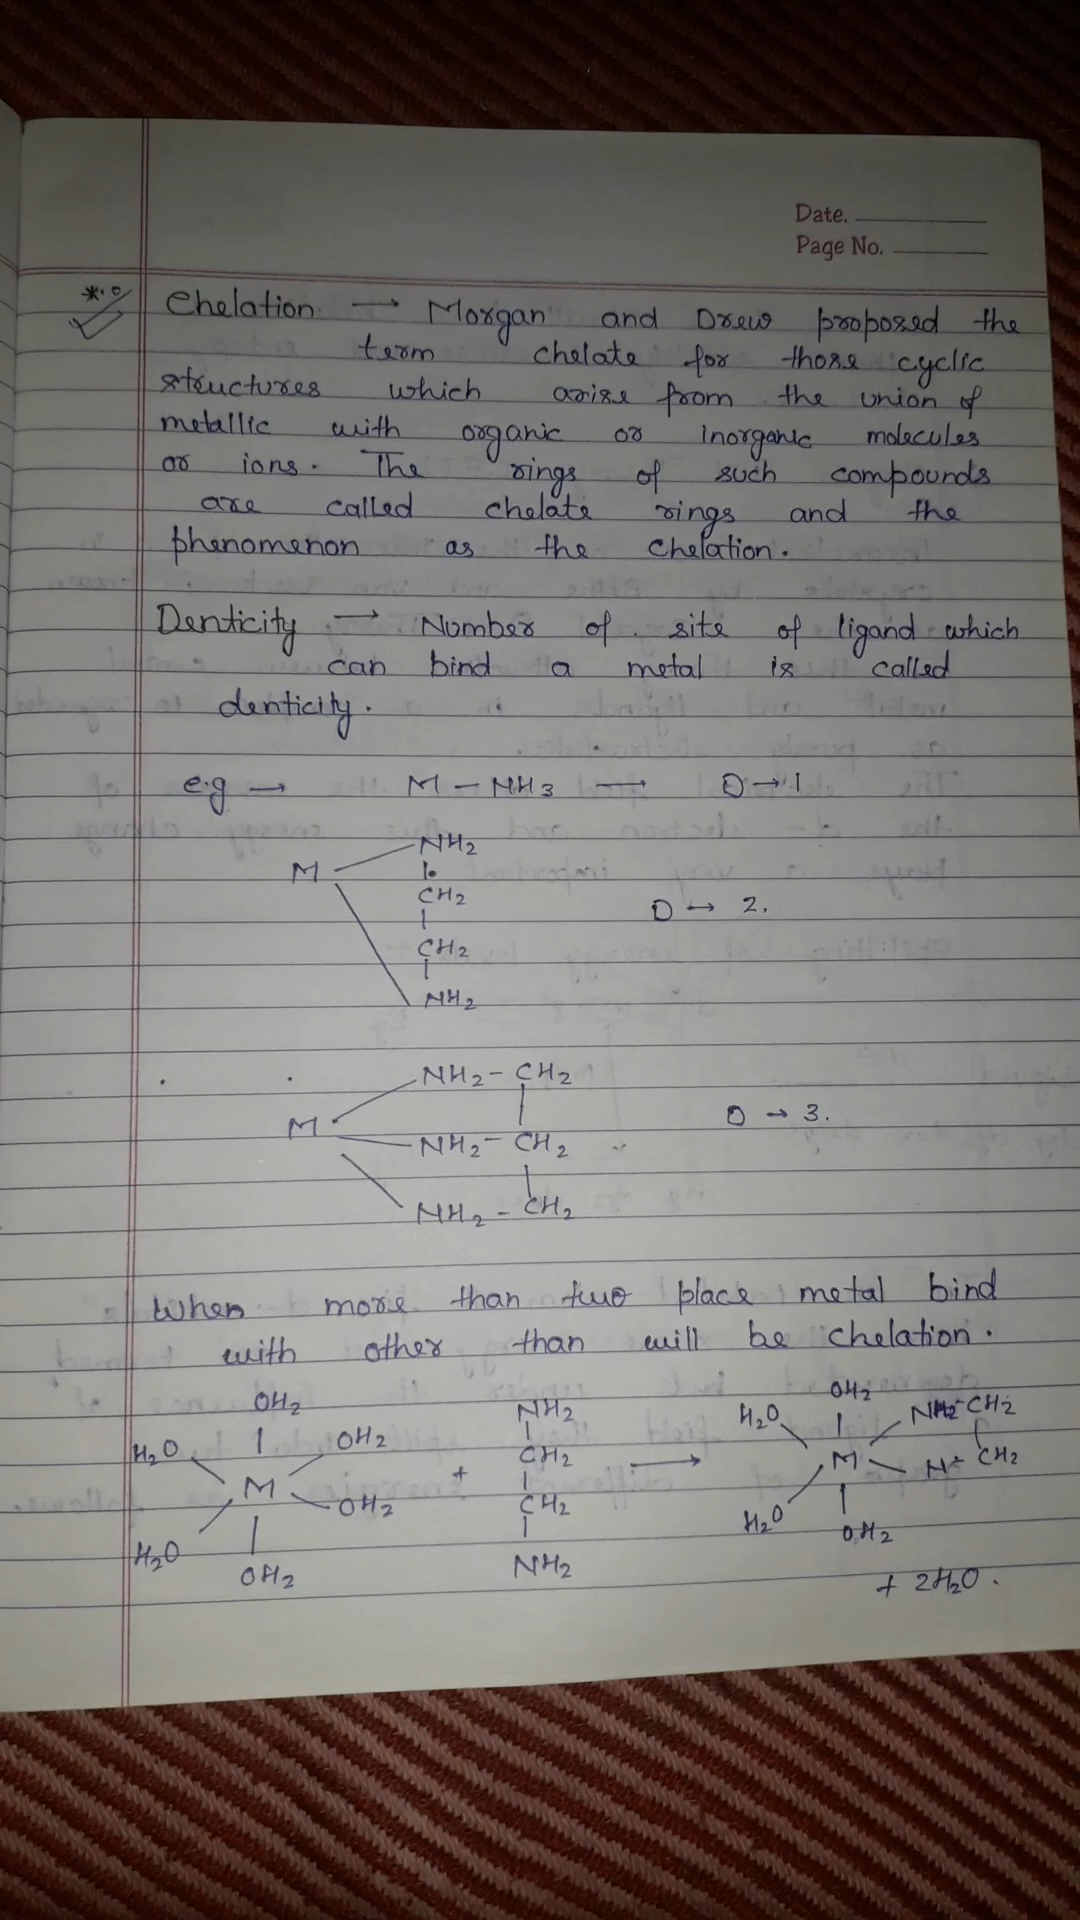 Date.
Page No.
Chelation → Morgan and Drew proposed the
term chelate for those cyclic
structures which arise from the union of
metallic with organic or inorganic molecules
or ions. The rings of such compounds
are called chelate rings and the
phenomenon as the chelation.
Denticity → Number of site of ligand which
can bind a metal is called
denticity.
e.g → M - NH3 → D → 1
NH2
M
CH2
D → 2.
CH2
NH2
NH2 - CH2
M
D → 3.
NH2 - CH2
NH2 - CH2
When more than two place metal bind
with other than will be chelation.
OH2 NH2 OH2
H2O OH2 CH2 H2O NH2-CH2
M + → M CH2
OH2 CH2
H2O NH2 H2O OH2
OH2
+ 2H2O.